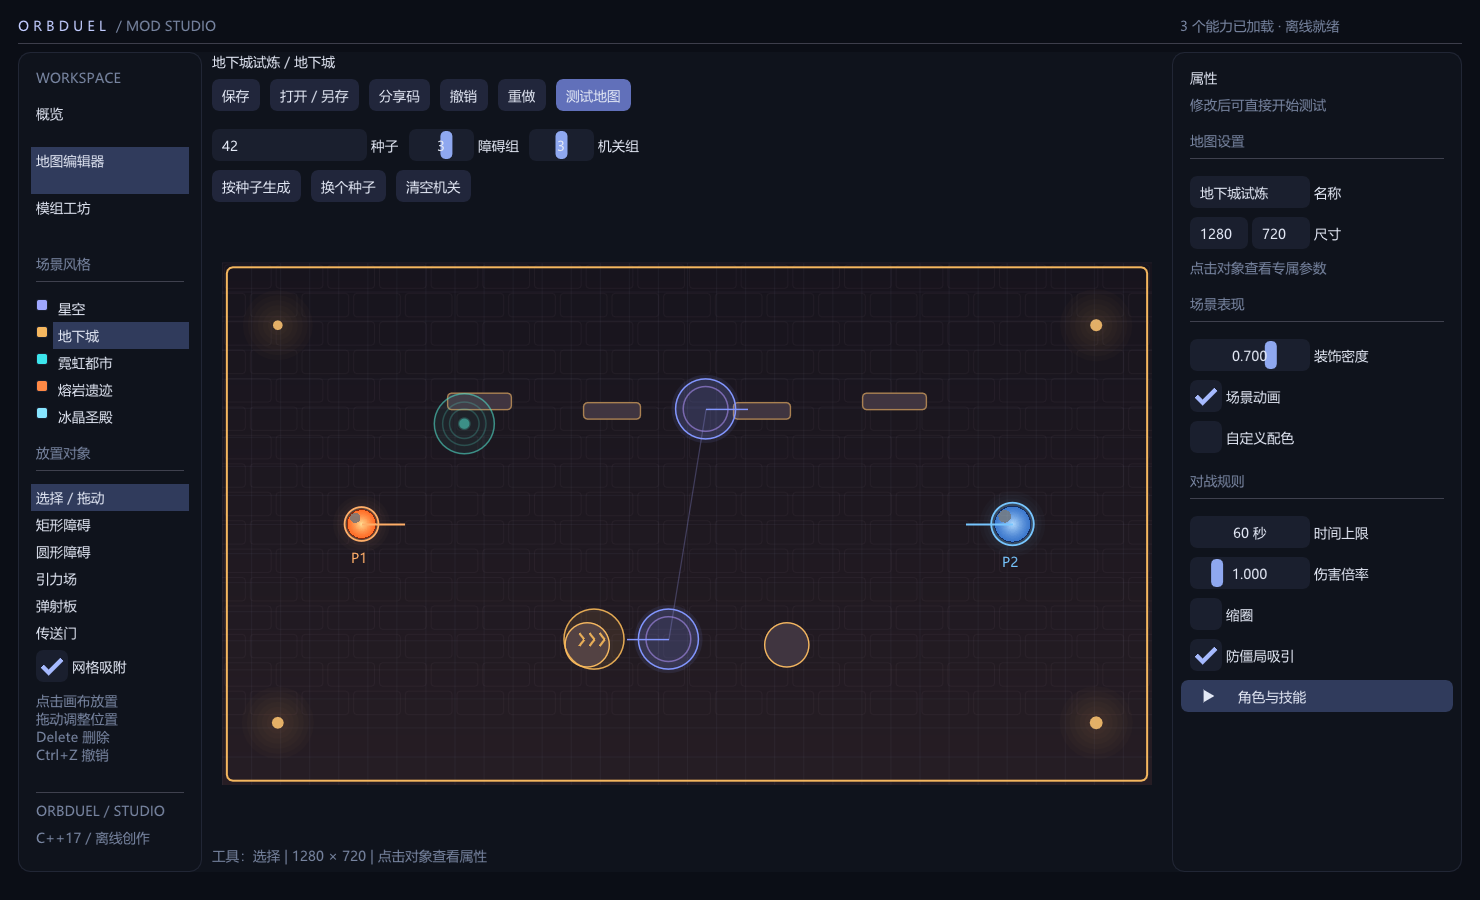 ORBDUEL / MOD STUDIO
3 个能力已加载 · 离线就绪
WORKSPACE
概览
地图编辑器
模组工坊
场景风格
星空
地下城
霓虹都市
熔岩遗迹
冰晶圣殿
放置对象
选择 / 拖动
矩形障碍
圆形障碍
引力场
弹射板
传送门
网格吸附
点击画布放置
拖动调整位置
Delete 删除
Ctrl+Z 撤销
ORBDUEL / STUDIO
C++17 / 离线创作
地下城试炼 / 地下城
保存 打开 / 另存 分享码 撤销 重做 测试地图
42 种子 3 障碍组 3 机关组
按种子生成 换个种子 清空机关
P1
P2
工具：选择 | 1280 × 720 | 点击对象查看属性
属性
修改后可直接开始测试
地图设置
地下城试炼 名称
1280 720 尺寸
点击对象查看专属参数
场景表现
0.700 装饰密度
场景动画
自定义配色
对战规则
60 秒 时间上限
1.000 伤害倍率
缩圈
防僵局吸引
角色与技能